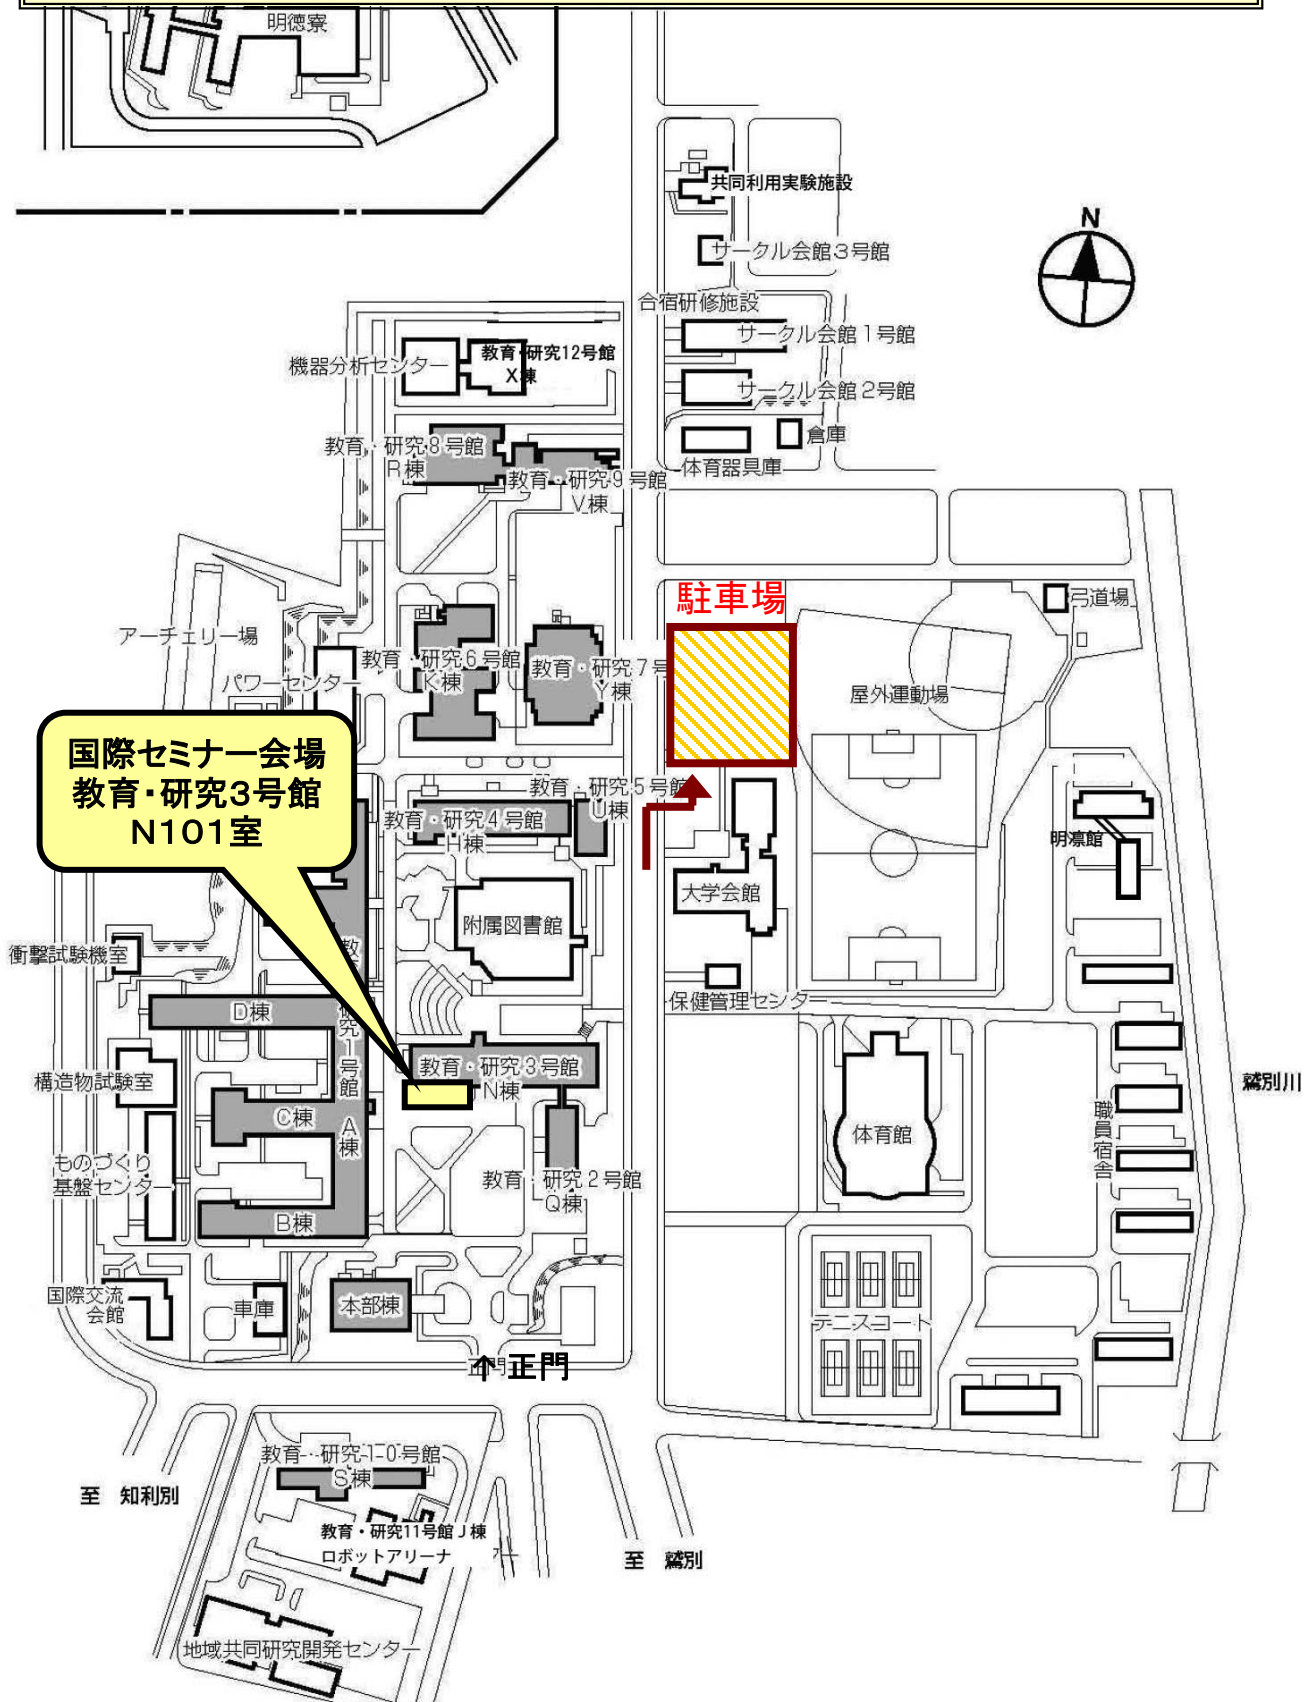 明徳寮
共同利用実験施設
N
サークル会館3号館
合宿研修施設
サークル会館1号館
機器分析センター
教育・研究12号館
X棟
サークル会館2号館
倉庫
教育・研究8号館
R棟
体育器具庫
教育・研究9号館
V棟
駐車場
弓道場
アーチェリー場
教育・研究6号館
K棟
教育・研究7号
Y棟
パワーセンター
屋外運動場
国際セミナー会場
教育・研究3号館
N101室
教育・研究5号館
U棟
教育・研究4号館
H棟
明凛館
大学会館
附属図書館
衝撃試験機室
保健管理センター
D棟
教
研究1号館
A棟
教育・研究3号館
N棟
構造物試験室
鷲別川
C棟
職員宿舎
体育館
ものづくり
基盤センター
教育・研究2号館
Q棟
B棟
国際交流
会館
車庫
本部棟
テニスコート
正門
↑正門
教育・研究10号館
S棟
至 知利別
教育・研究11号館J棟
ロボットアリーナ
至 鷲別
地域共同研究開発センター